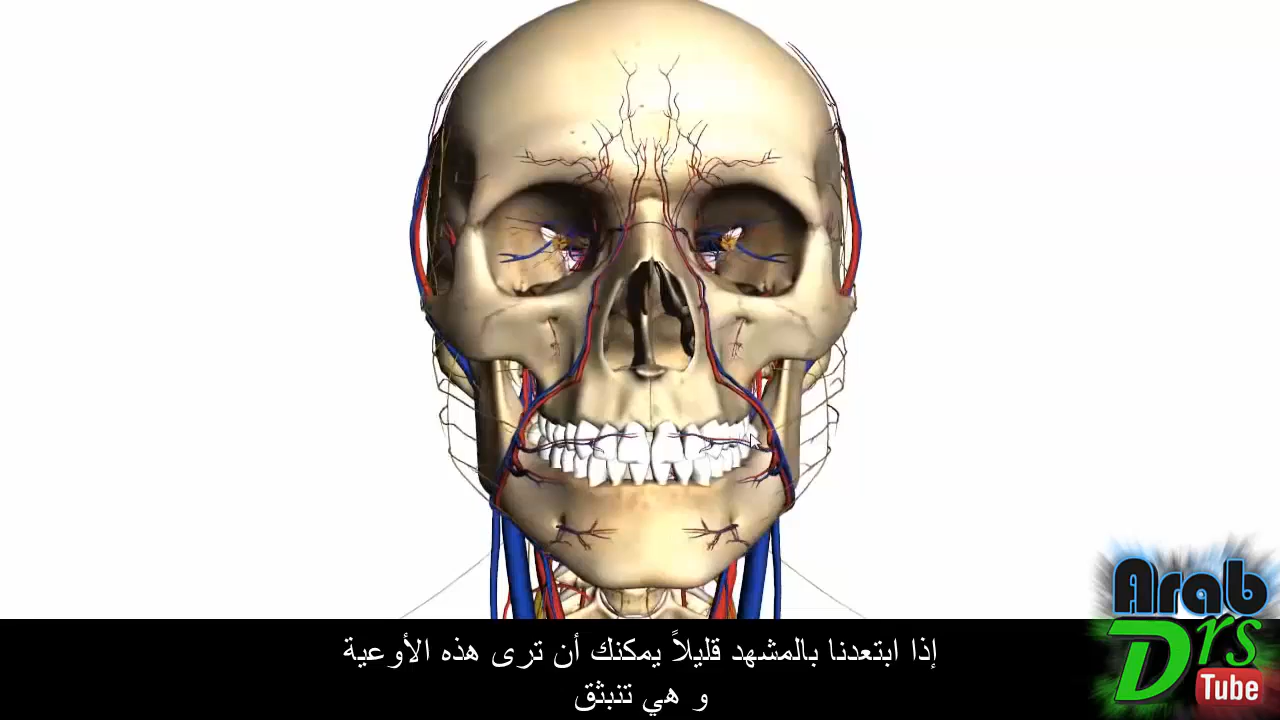 Arab
Drs
Tube
إذا ابتعدنا بالمشهد قليلاً يمكنك أن ترى هذه الأوعية
و هي تنبثق